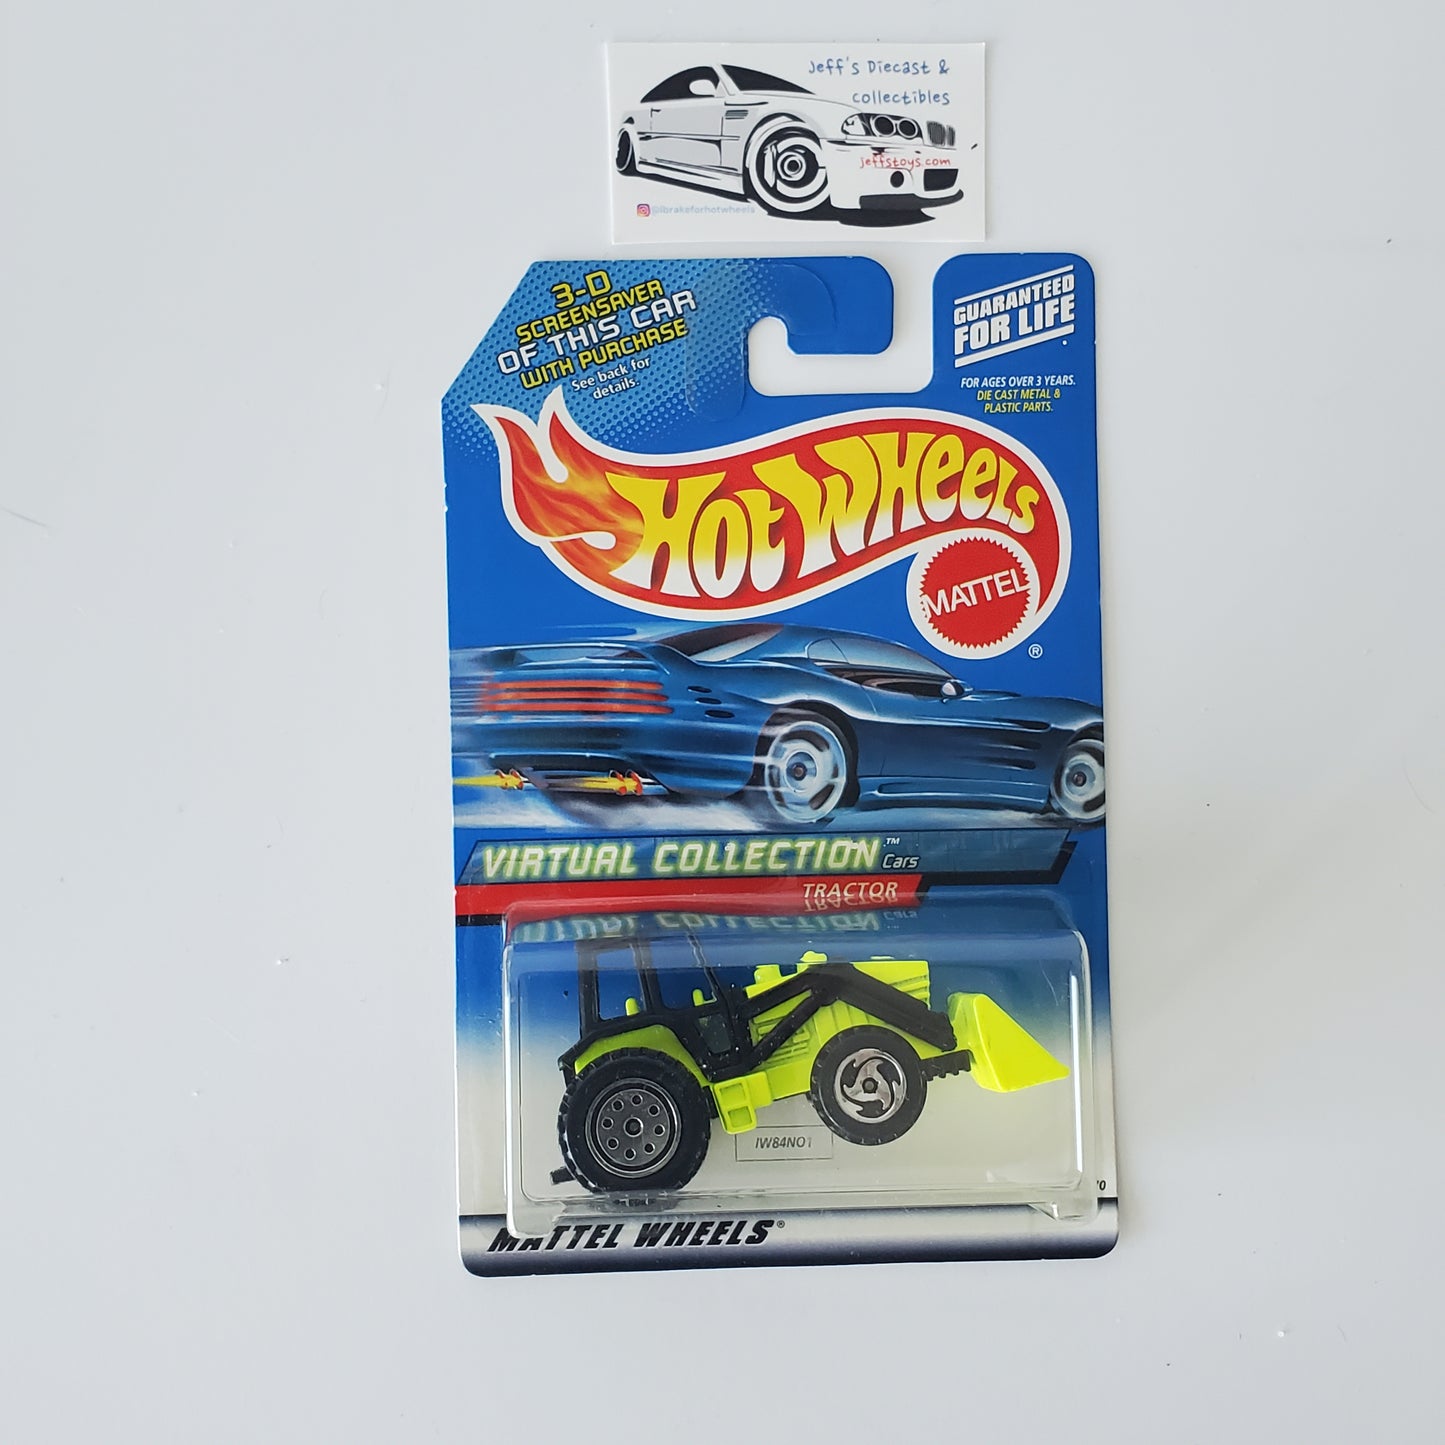 Jeff's Diecast &
collectibles
jeffstoys.com
@ibrakeforhotwheels
3-D
SCREENSAVER
OF THIS CAR
WITH PURCHASE
See back for
details.
GUARANTEED
FOR LIFE
FOR AGES OVER 3 YEARS.
DIE CAST METAL &
PLASTIC PARTS.
HOT WHEELS
MATTEL
®
VIRTUAL COLLECTION™ Cars
TRACTOR
IW84NO1
MATTEL WHEELS®